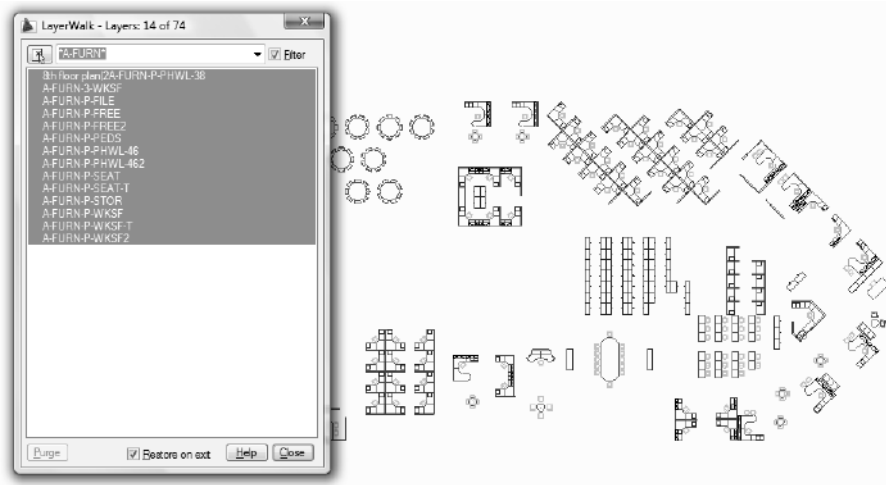 LayerWalk - Layers: 14 of 74
*A-FURN*
Filter
8th floor plan|2A-FURN-P-PHWL-38
A-FURN-3-WKSF
A-FURN-P-FILE
A-FURN-P-FREE
A-FURN-P-FREE2
A-FURN-P-PEDS
A-FURN-P-PHWL-46
A-FURN-P-PHWL-462
A-FURN-P-SEAT
A-FURN-P-SEAT-T
A-FURN-P-STOR
A-FURN-P-WKSF
A-FURN-P-WKSF-T
A-FURN-P-WKSF2
Purge
Restore on exit
Help
Close